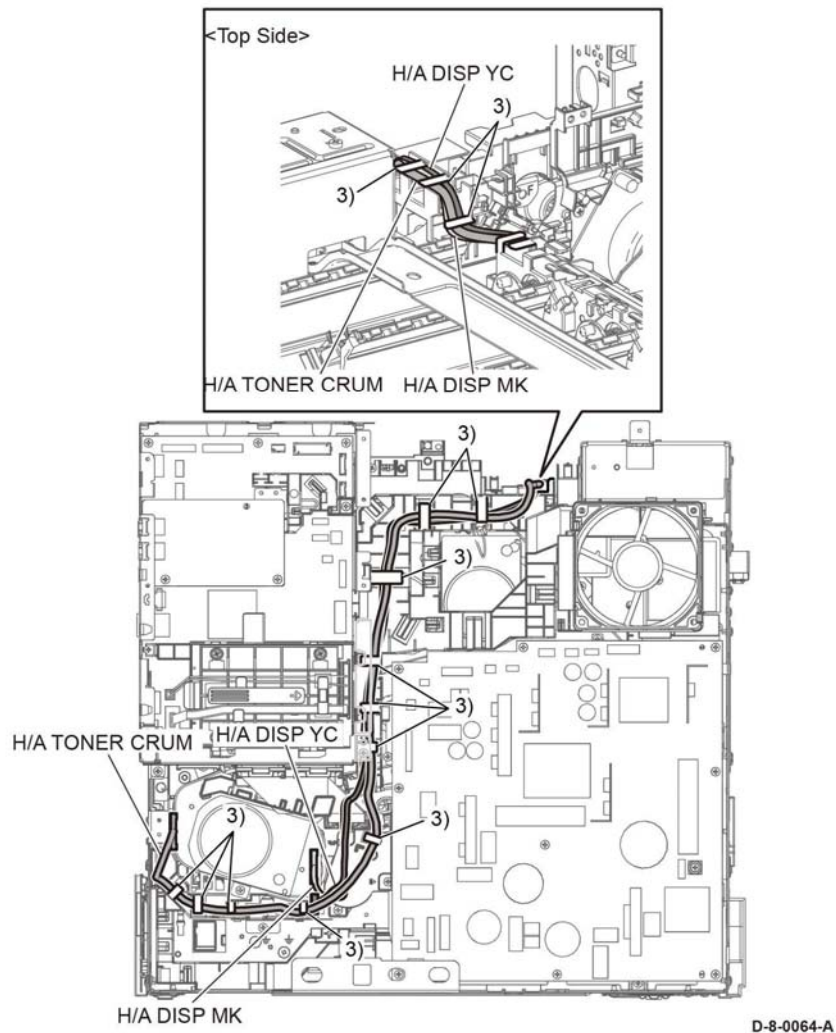 <Top Side>
H/A DISP YC
3)
3)
H/A TONER CRUM H/A DISP MK
3)
3)
3)
H/A TONER CRUM
H/A DISP YC
3)
3)
3)
H/A DISP MK
D-8-0064-A